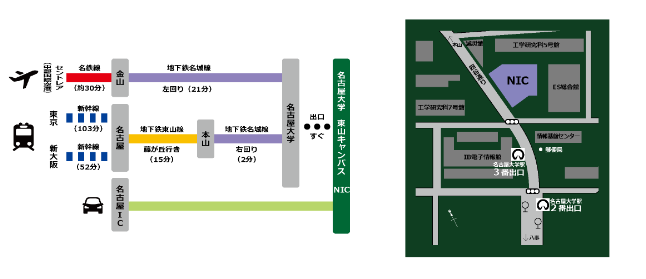 セントレア
(中部国際空港)
名鉄線
(約30分)
金山
地下鉄名城線
左回り (21分)
東京
新幹線
(103分)
新大阪
新幹線
(52分)
名古屋
地下鉄東山線
藤が丘行き
(15分)
本山
地下鉄名城線
右回り
(2分)
名古屋大学
出口
すぐ
名古屋大学 東山キャンパス
NIC
名古屋IC
本山
工学研究科5号館
NIC
ES総合館
工学研究科7号館
情報基盤センター
IB電子情報館
名古屋大学駅
3番出口
名古屋大学駅
2番出口
八事